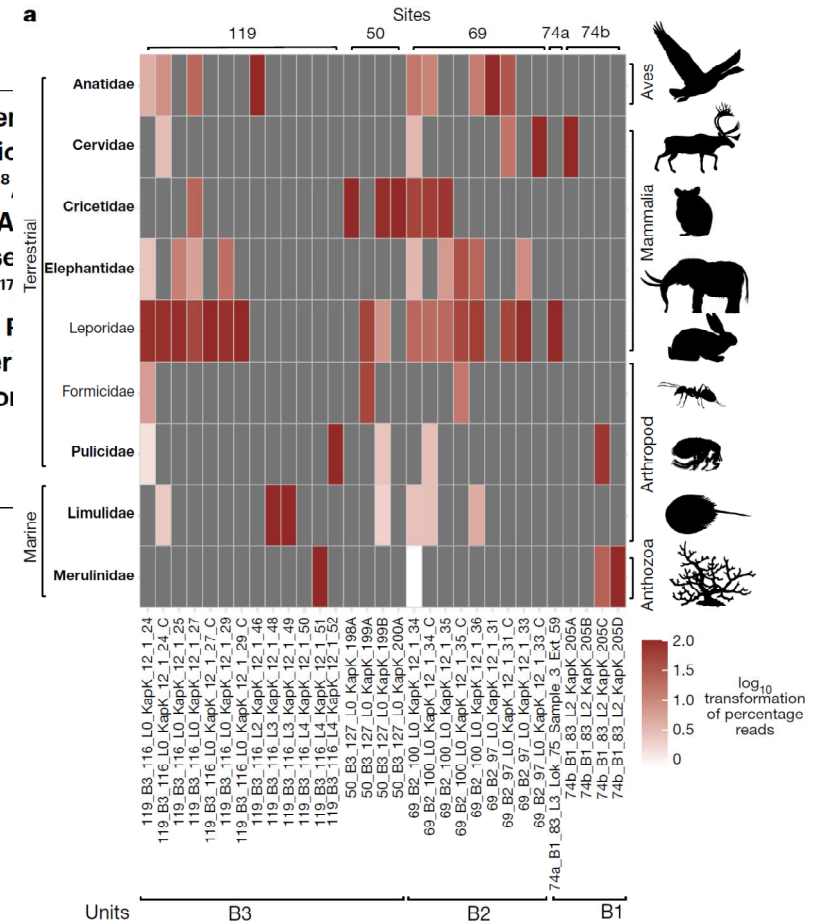 a
Sites
119
50
69
74a
74b
Terrestrial
Marine
Anatidae
Cervidae
Cricetidae
Elephantidae
Leporidae
Formicidae
Pulicidae
Limulidae
Merulinidae
Aves
Mammalia
Arthropod
Anthozoa
119_B3_116_L0_KapK_12_1_24
119_B3_116_L0_KapK_12_1_24_C
119_B3_116_L0_KapK_12_1_25
119_B3_116_L0_KapK_12_1_27
119_B3_116_L0_KapK_12_1_27_C
119_B3_116_L0_KapK_12_1_29
119_B3_116_L0_KapK_12_1_29_C
119_B3_116_L2_KapK_12_1_46
119_B3_116_L3_KapK_12_1_48
119_B3_116_L3_KapK_12_1_49
119_B3_116_L4_KapK_12_1_50
119_B3_116_L4_KapK_12_1_51
119_B3_116_L4_KapK_12_1_52
50_B3_127_L0_KapK_198A
50_B3_127_L0_KapK_199A
50_B3_127_L0_KapK_199B
50_B3_127_L0_KapK_200A
69_B2_100_L0_KapK_12_1_34
69_B2_100_L0_KapK_12_1_34_C
69_B2_100_L0_KapK_12_1_35
69_B2_100_L0_KapK_12_1_35_C
69_B2_100_L0_KapK_12_1_36
69_B2_97_L0_KapK_12_1_31
69_B2_97_L0_KapK_12_1_31_C
69_B2_97_L0_KapK_12_1_33
69_B2_97_L0_KapK_12_1_33_C
74a_B1_83_L3_Lok_75_Sample_3_Ext_59
74b_B1_83_L2_KapK_205A
74b_B1_83_L2_KapK_205B
74b_B1_83_L2_KapK_205C
74b_B1_83_L2_KapK_205D
2.0
1.5
1.0
0.5
0
log10
transformation
of percentage
reads
Units
B3
B2
B1